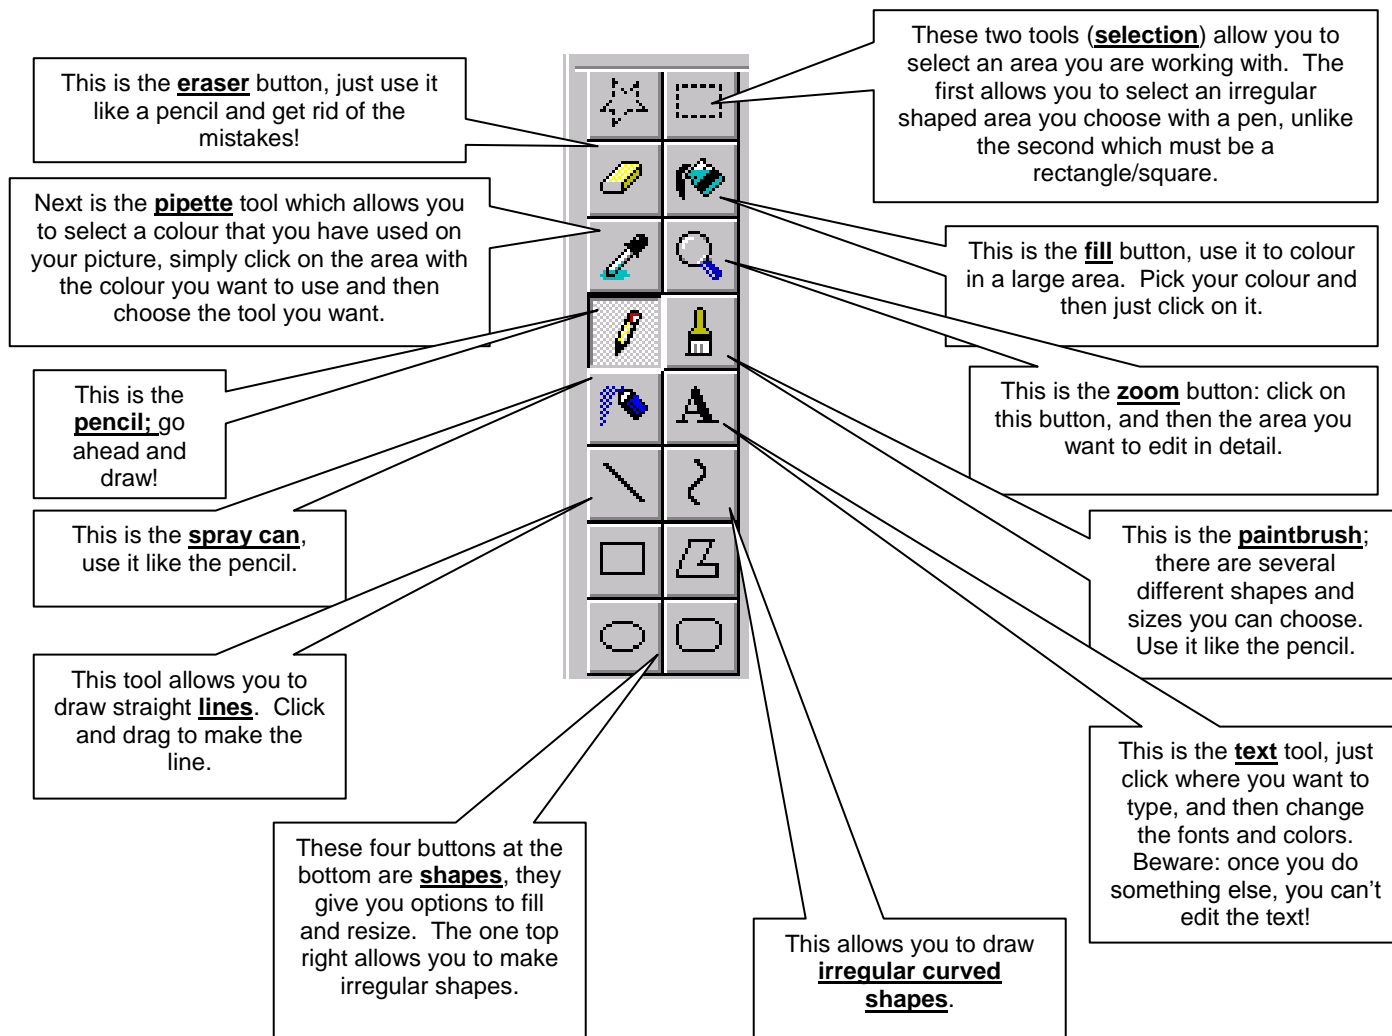 This is the eraser button, just use it
like a pencil and get rid of the
mistakes!
These two tools (selection) allow you to
select an area you are working with.  The
first allows you to select an irregular
shaped area you choose with a pen, unlike
the second which must be a
rectangle/square.
Next is the pipette tool which allows you
to select a colour that you have used on
your picture, simply click on the area with
the colour you want to use and then
choose the tool you want.
This is the fill button, use it to colour
in a large area.  Pick your colour and
then just click on it.
This is the
pencil; go
ahead and
draw!
This is the zoom button: click on
this button, and then the area you
want to edit in detail.
This is the spray can,
use it like the pencil.
This is the paintbrush;
there are several
different shapes and
sizes you can choose.
Use it like the pencil.
This tool allows you to
draw straight lines.  Click
and drag to make the
line.
This is the text tool, just
click where you want to
type, and then change
the fonts and colors.
Beware: once you do
something else, you can't
edit the text!
These four buttons at the
bottom are shapes, they
give you options to fill
and resize.  The one top
right allows you to make
irregular shapes.
This allows you to draw
irregular curved
shapes.
A